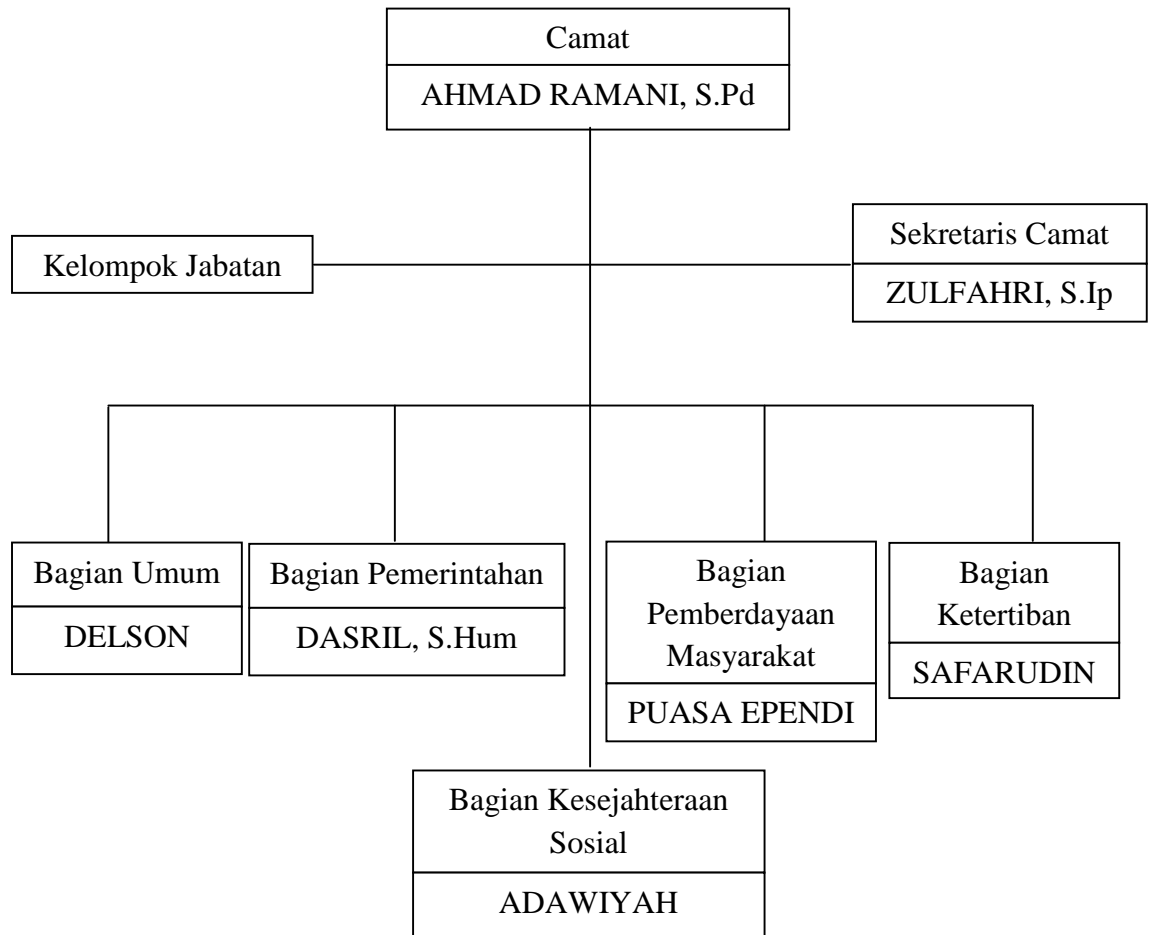 Camat
AHMAD RAMANI, S.Pd
Kelompok Jabatan
Sekretaris Camat
ZULFAHRI, S.Ip
Bagian Umum
DELSON
Bagian Pemerintahan
DASRIL, S.Hum
Bagian
Pemberdayaan
Masyarakat
PUASA EPENDI
Bagian
Ketertiban
SAFARUDIN
Bagian Kesejahteraan
Sosial
ADAWIYAH